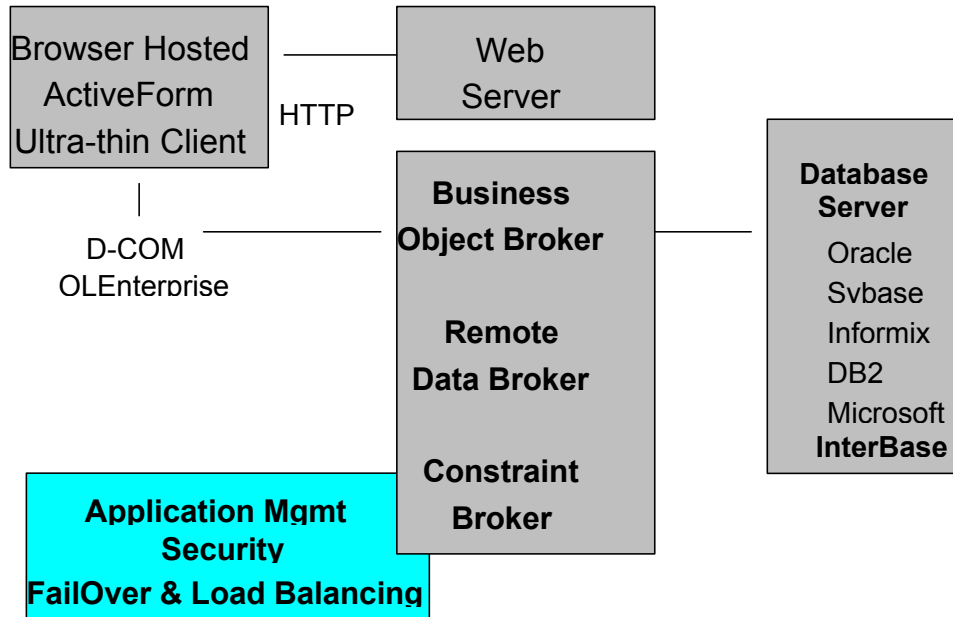 Browser Hosted
ActiveForm
Ultra-thin Client
HTTP
Web
Server
D-COM
OLEnterprise
Business
Object Broker
Remote
Data Broker
Constraint
Broker
Database
Server
Oracle
Sybase
Informix
DB2
Microsoft
InterBase
Application Mgmt
Security
FailOver & Load Balancing